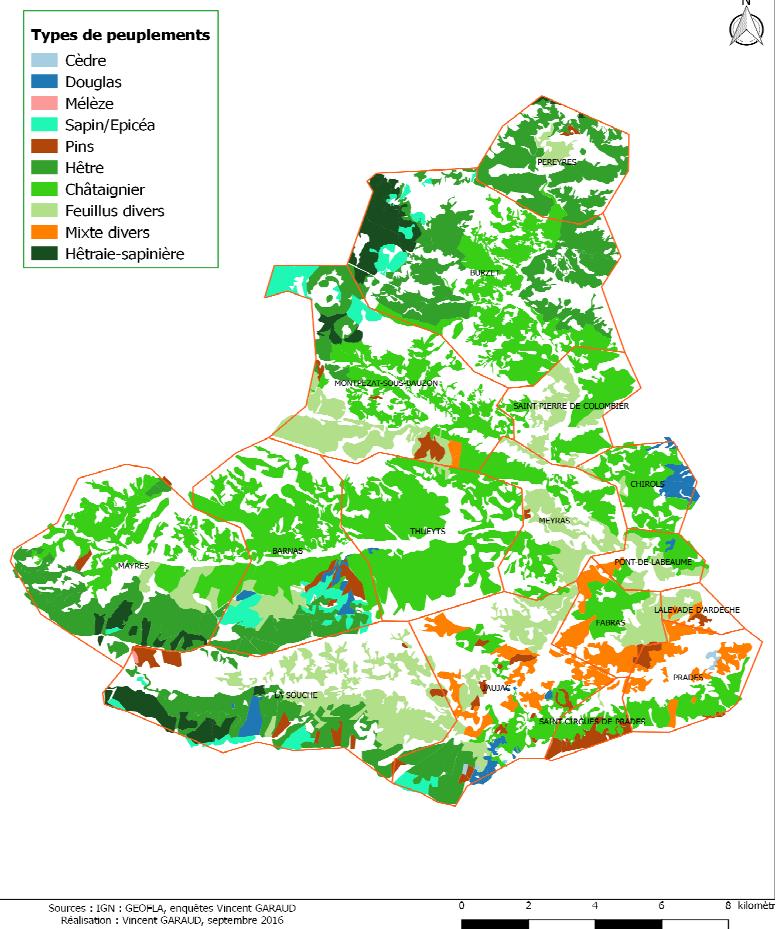 N
Types de peuplements
Cèdre
Douglas
Mélèze
Sapin/Epicéa
Pins
Hêtre
Châtaignier
Feuillus divers
Mixte divers
Hêtraie-sapinière
PEREYRES
BURZET
MONTPEZAT-SOUS-BAUZON
SAINT PIERRE DE COLOMBIER
CHIROLS
MEYRAS
THUEYTS
BARNAS
MAYRES
PONT-DE-LABEAUME
LALEVADE-D'ARDECHE
FABRAS
PRADES
JAUJAC
LA SOUCHE
SAINT-CIRGUES-DE-PRADES
Sources : IGN : GEOFLA, enquêtes Vincent GARAUD
Réalisation : Vincent GARAUD, septembre 2016
0 2 4 6 8 kilomètr